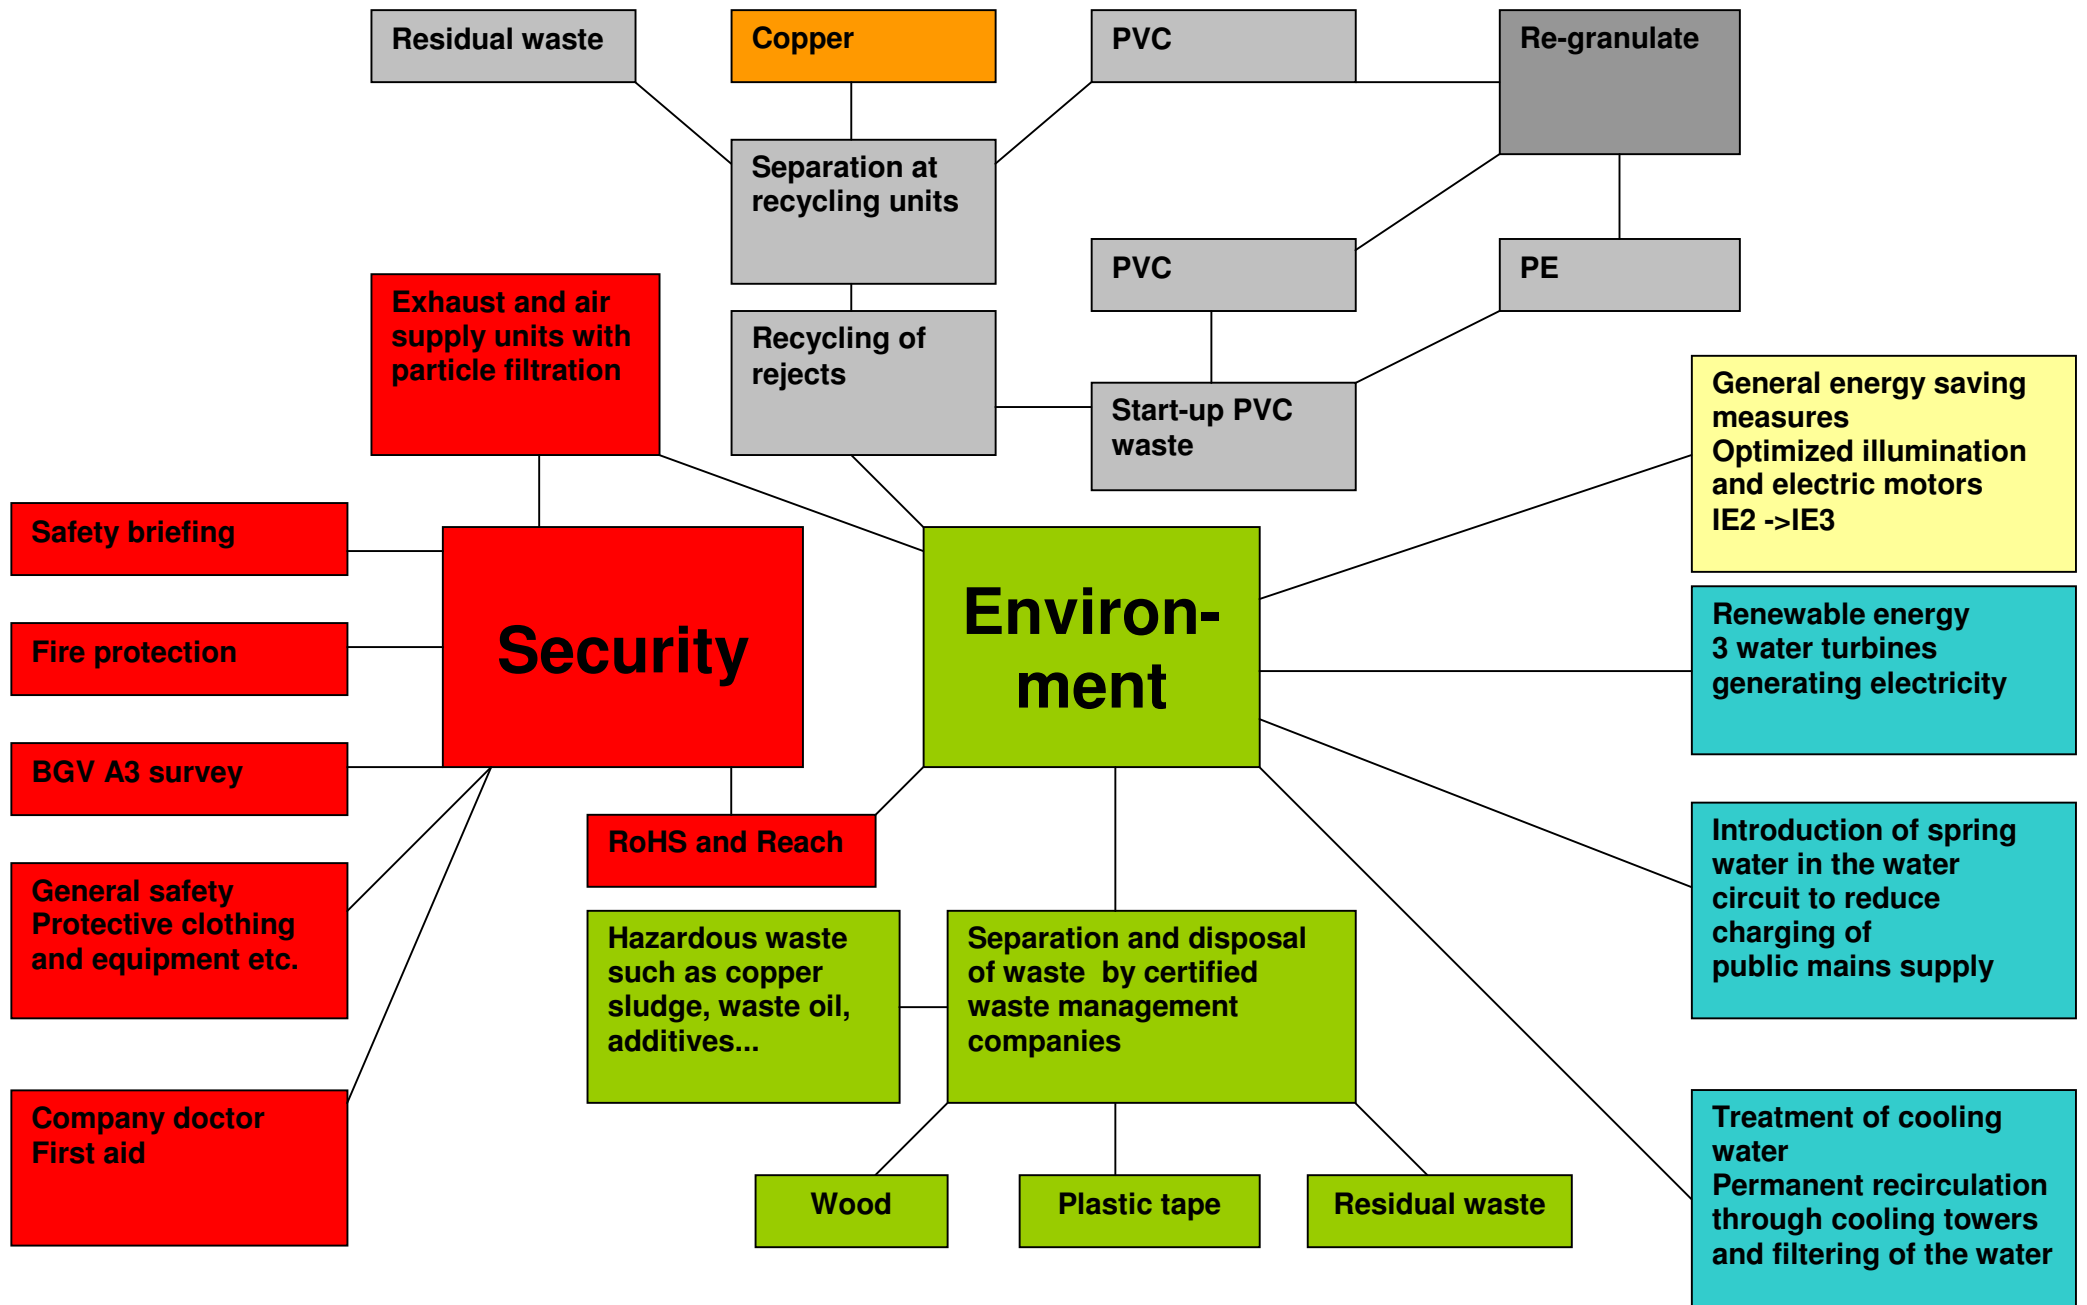 Residual waste
Copper
PVC
Re-granulate
Separation at
recycling units
PVC
PE
Exhaust and air
supply units with
particle filtration
Recycling of
rejects
Start-up PVC
waste
General energy saving
measures
Optimized illumination
and electric motors
IE2 ->IE3
Safety briefing
Fire protection
BGV A3 survey
General safety
Protective clothing
and equipment etc.
Company doctor
First aid
Security
Environ-
ment
RoHS and Reach
Renewable energy
3 water turbines
generating electricity
Introduction of spring
water in the water
circuit to reduce
charging of
public mains supply
Hazardous waste
such as copper
sludge, waste oil,
additives...
Separation and disposal
of waste  by certified
waste management
companies
Wood
Plastic tape
Residual waste
Treatment of cooling
water
Permanent recirculation
through cooling towers
and filtering of the water